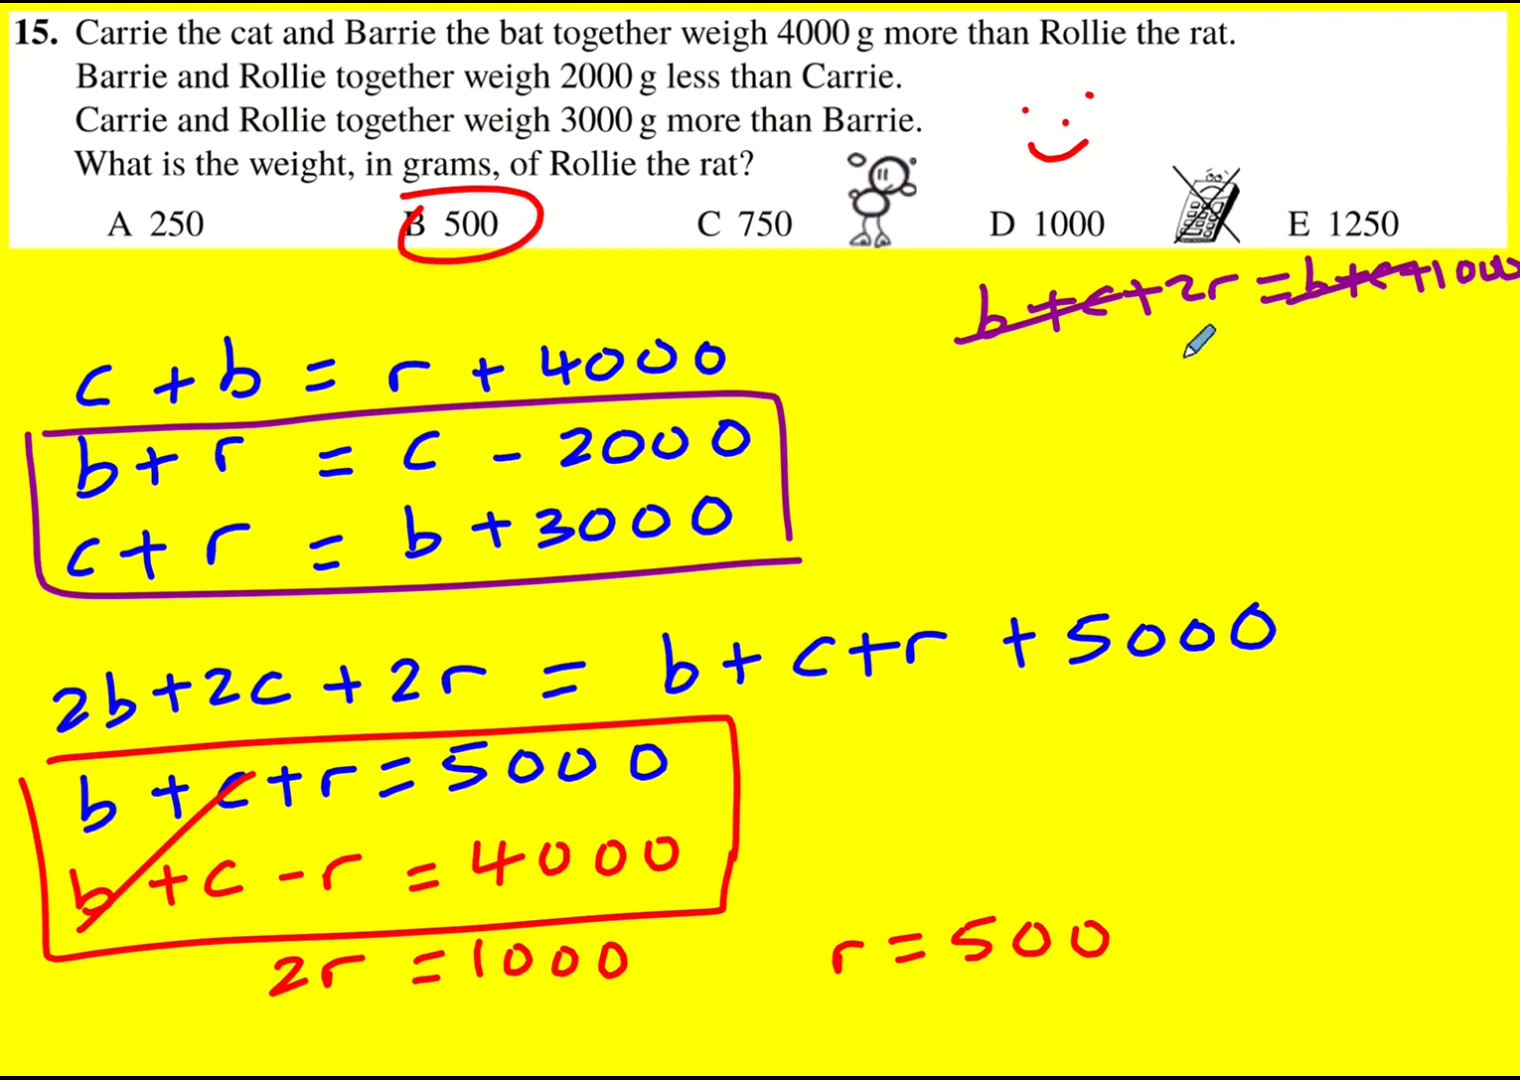 15. Carrie the cat and Barrie the bat together weigh 4000 g more than Rollie the rat.
Barrie and Rollie together weigh 2000 g less than Carrie.
Carrie and Rollie together weigh 3000 g more than Barrie.
What is the weight, in grams, of Rollie the rat?
A 250 B 500 C 750 D 1000 E 1250
b + c + 2r = b + c + 1000
c + b = r + 4000
b + r = c - 2000
c + r = b + 3000
2b + 2c + 2r = b + c + r + 5000
b + c + r = 5000
b + c - r = 4000
2r = 1000 r = 500